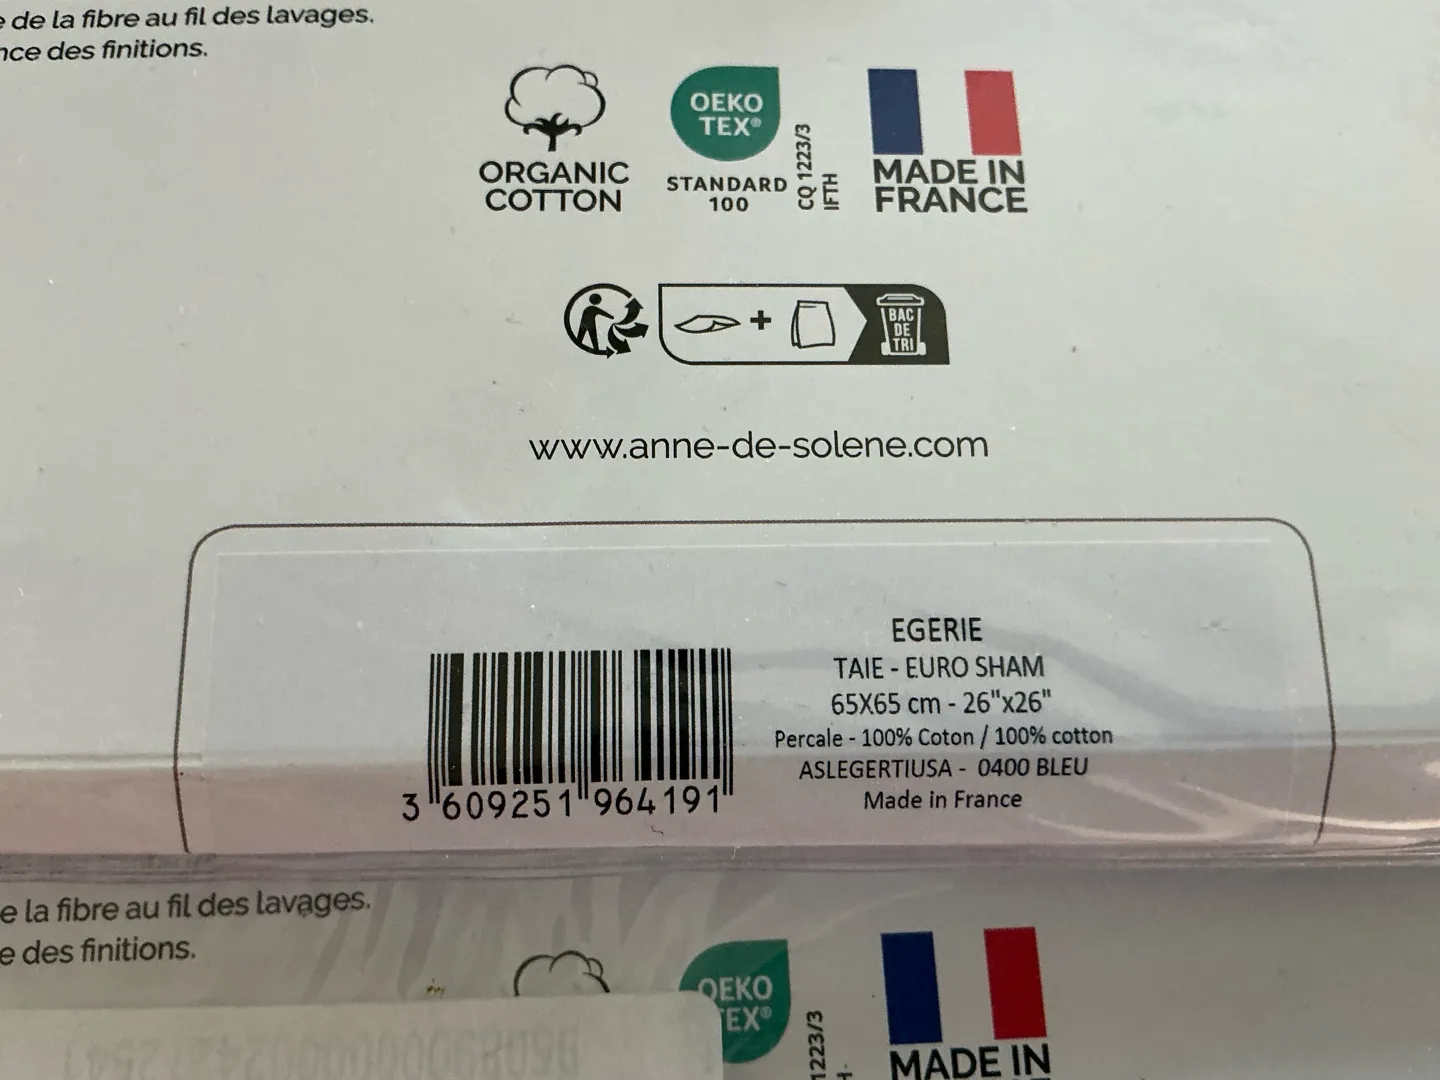 de la fibre au fil des lavages.
des finitions.
ORGANIC
COTTON
OEKO
TEX®
STANDARD
100
CQ 1223/3
IFTH
MADE IN
FRANCE
+
BAC
DE
TRI
www.anne-de-solene.com
EGERIE
TAIE - EURO SHAM
65X65 cm - 26"x26"
Percale - 100% Coton / 100% cotton
ASLEGERTIUSA - 0400 BLEU
Made in France
3 609251 964191
la fibre au fil des lavages.
des finitions.
OEKO
TEX®
1223/3
MADE IN